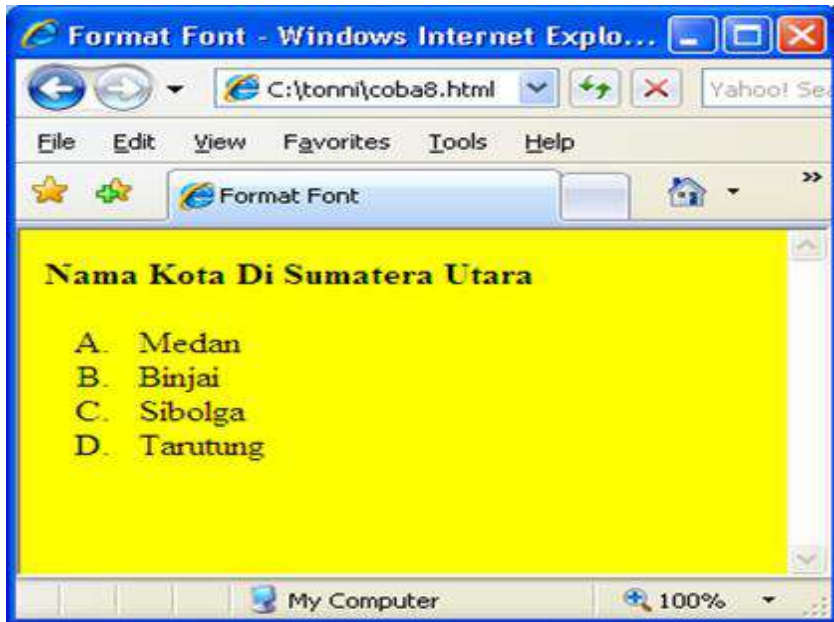 Format Font - Windows Internet Explo...
C:\tonni\coba8.html Yahoo! Se
File Edit View Favorites Tools Help
Format Font
Nama Kota Di Sumatera Utara
A. Medan
B. Binjai
C. Sibolga
D. Tarutung
My Computer 100%